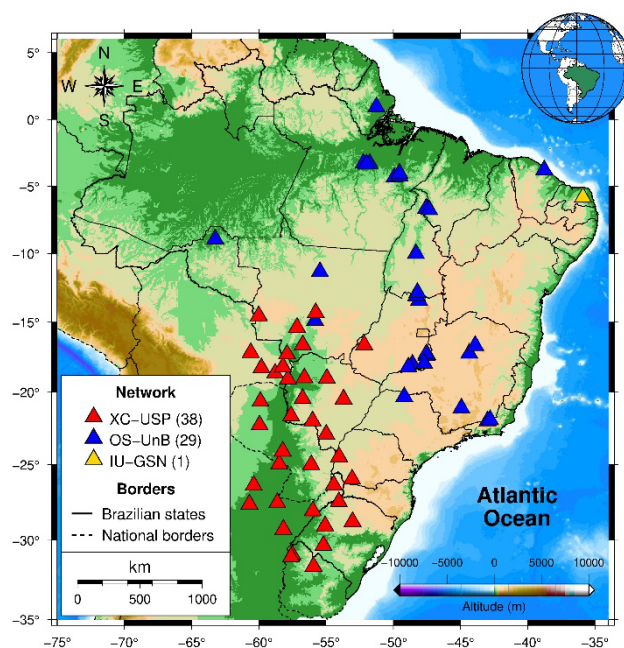 5°
0°
−5°
−10°
−15°
−20°
−25°
−30°
−35°
N
W E
S
Network
XC−USP (38)
OS−UnB (29)
IU−GSN (1)
Borders
Brazilian states
National borders
km
0 500 1000
Atlantic
Ocean
−10000 −5000 0 5000 10000
Altitude (m)
−75° −70° −65° −60° −55° −50° −45° −40° −35°